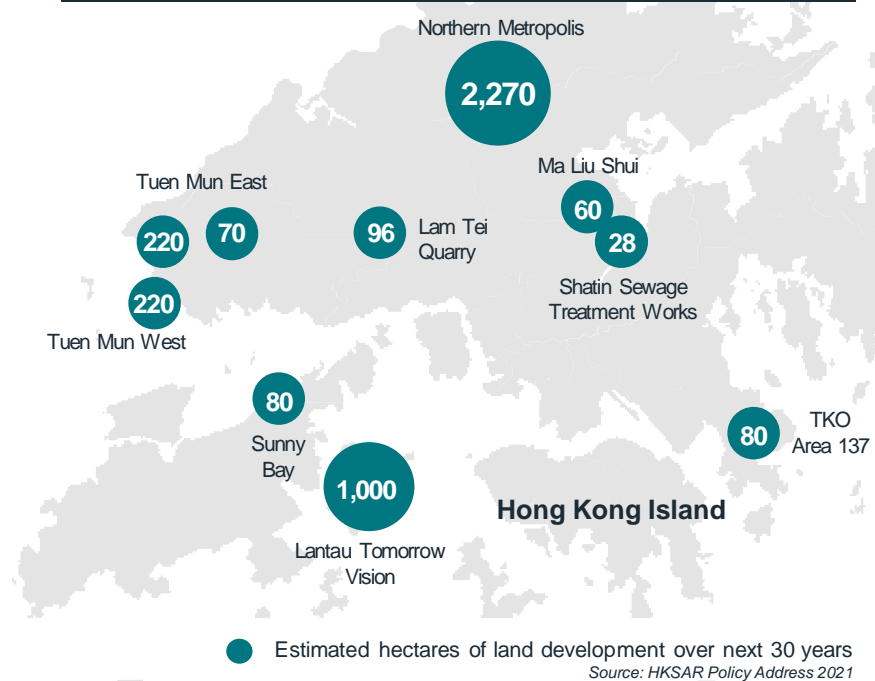 Northern Metropolis
2,270
Ma Liu Shui
60
Tuen Mun East
220
70
96
Lam Tei
Quarry
28
Shatin Sewage
Treatment Works
220
Tuen Mun West
80
Sunny
Bay
TKO
Area 137
80
1,000
Hong Kong Island
Lantau Tomorrow
Vision
Estimated hectares of land development over next 30 years
Source: HKSAR Policy Address 2021